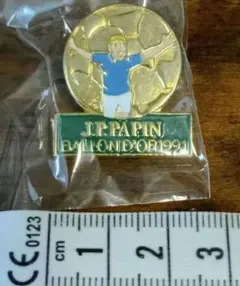 J.P. PAPIN
BALLON D'OR 1991
CE 0123
cm 1 2 3